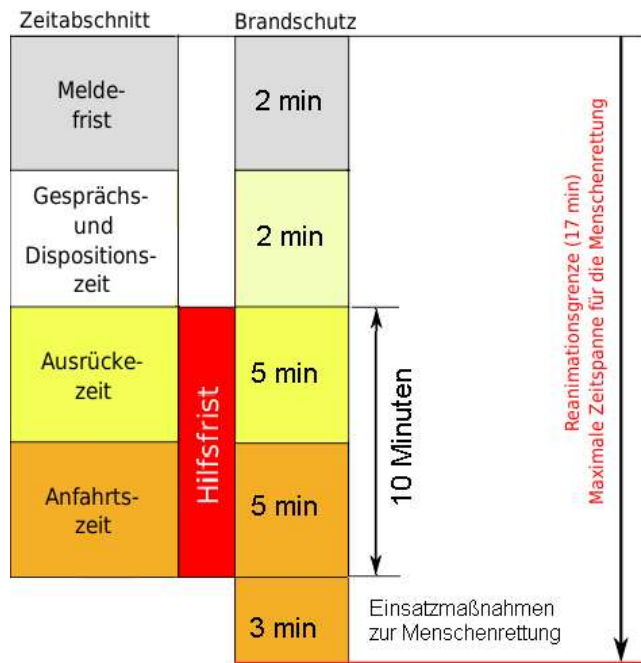 Zeitabschnitt
Brandschutz
Melde-
frist
2 min
Gesprächs-
und
Dispositions-
zeit
2 min
Ausrücke-
zeit
5 min
Anfahrts-
zeit
5 min
Hilfsfrist
10 Minuten
3 min
Einsatzmaßnahmen
zur Menschenrettung
Reanimationsgrenze (17 min)
Maximale Zeitspanne für die Menschenrettung